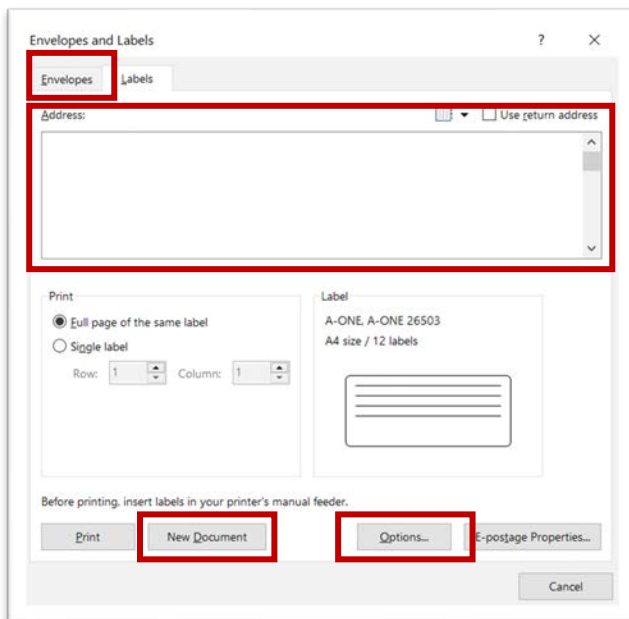 Envelopes and Labels ? ×
Envelopes Labels
Address: Use return address
Print
Full page of the same label
Single label
Row: 1 Column: 1
Label
A-ONE, A-ONE 26503
A4 size / 12 labels
Before printing, insert labels in your printer's manual feeder.
Print New Document Options... E-postage Properties...
Cancel